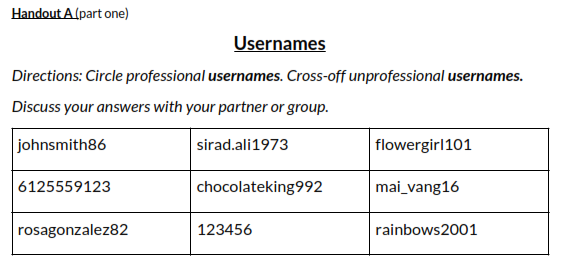 Handout A (part one)
Usernames
Directions: Circle professional usernames. Cross-off unprofessional usernames.
Discuss your answers with your partner or group.
johnsmith86 sirad.ali1973 flowergirl101
6125559123 chocolateking992 mai_vang16
rosagonzalez82 123456 rainbows2001